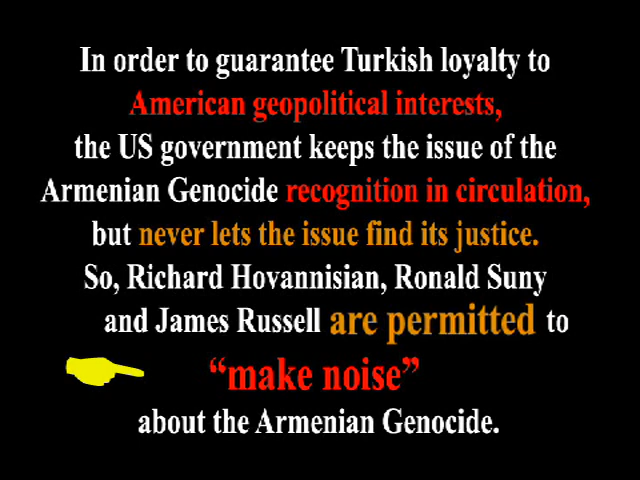 In order to guarantee Turkish loyalty to
American geopolitical interests,
the US government keeps the issue of the
Armenian Genocide recognition in circulation,
but never lets the issue find its justice.
So, Richard Hovannisian, Ronald Suny
and James Russell are permitted to
“make noise”
about the Armenian Genocide.